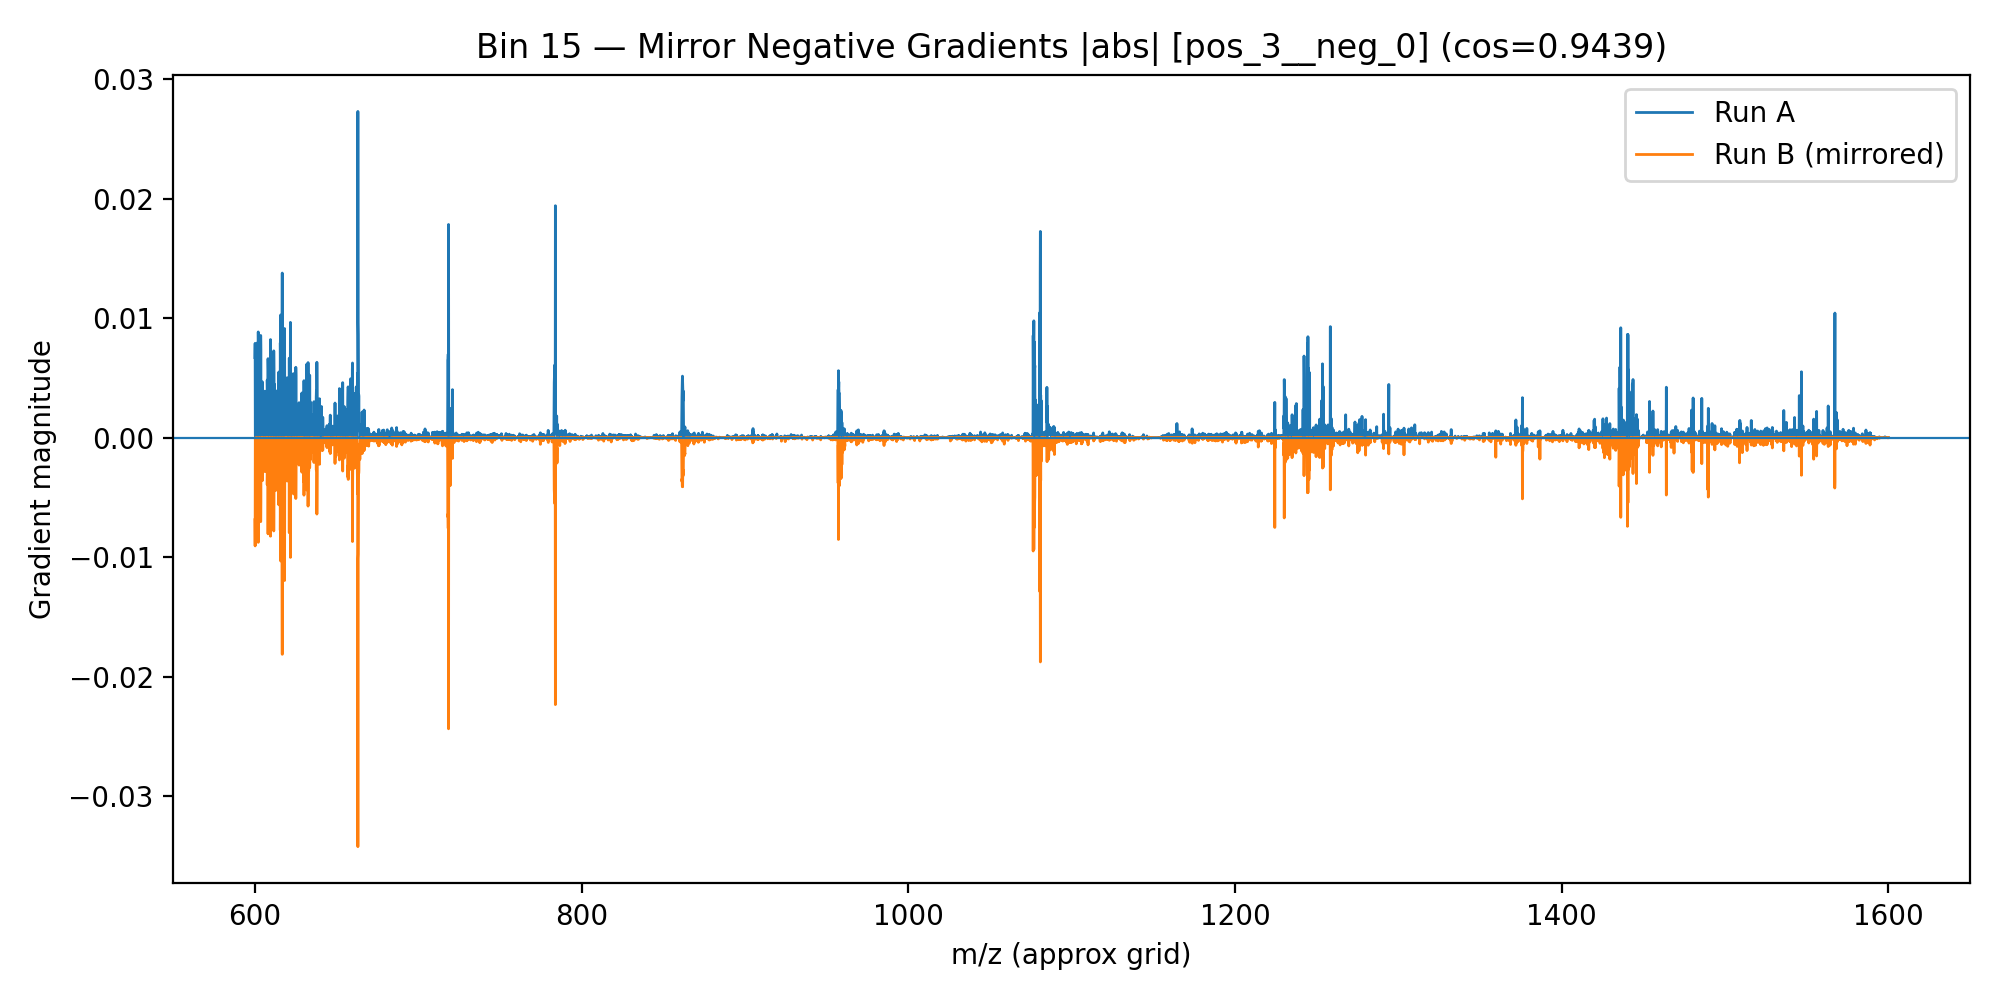 Bin 15 — Mirror Negative Gradients |abs| [pos_3__neg_0] (cos=0.9439)
Run A
Run B (mirrored)
Gradient magnitude
0.03
0.02
0.01
0.00
−0.01
−0.02
−0.03
600
800
1000
1200
1400
1600
m/z (approx grid)